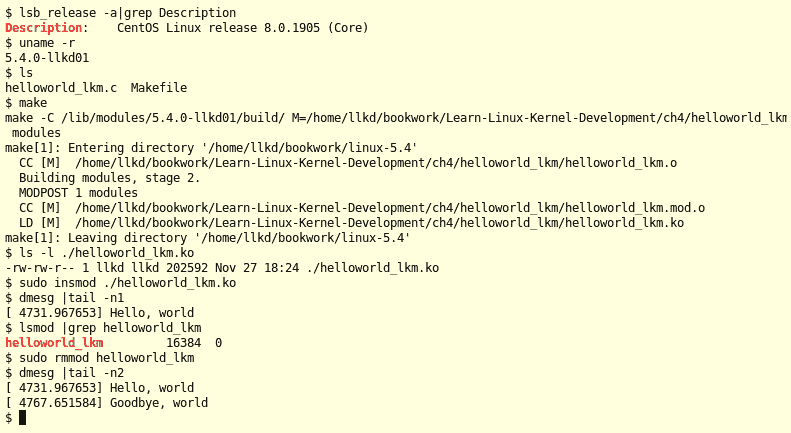 $ lsb_release -a|grep Description
Description:    CentOS Linux release 8.0.1905 (Core)
$ uname -r
5.4.0-llkd01
$ ls
helloworld_lkm.c  Makefile
$ make
make -C /lib/modules/5.4.0-llkd01/build/ M=/home/llkd/bookwork/Learn-Linux-Kernel-Development/ch4/helloworld_lkm
 modules
make[1]: Entering directory '/home/llkd/bookwork/linux-5.4'
  CC [M]  /home/llkd/bookwork/Learn-Linux-Kernel-Development/ch4/helloworld_lkm/helloworld_lkm.o
  Building modules, stage 2.
  MODPOST 1 modules
  CC [M]  /home/llkd/bookwork/Learn-Linux-Kernel-Development/ch4/helloworld_lkm/helloworld_lkm.mod.o
  LD [M]  /home/llkd/bookwork/Learn-Linux-Kernel-Development/ch4/helloworld_lkm/helloworld_lkm.ko
make[1]: Leaving directory '/home/llkd/bookwork/linux-5.4'
$ ls -l ./helloworld_lkm.ko
-rw-rw-r-- 1 llkd llkd 202592 Nov 27 18:24 ./helloworld_lkm.ko
$ sudo insmod ./helloworld_lkm.ko
$ dmesg |tail -n1
[ 4731.967653] Hello, world
$ lsmod |grep helloworld_lkm
helloworld_lkm         16384  0
$ sudo rmmod helloworld_lkm
$ dmesg |tail -n2
[ 4731.967653] Hello, world
[ 4767.651584] Goodbye, world
$